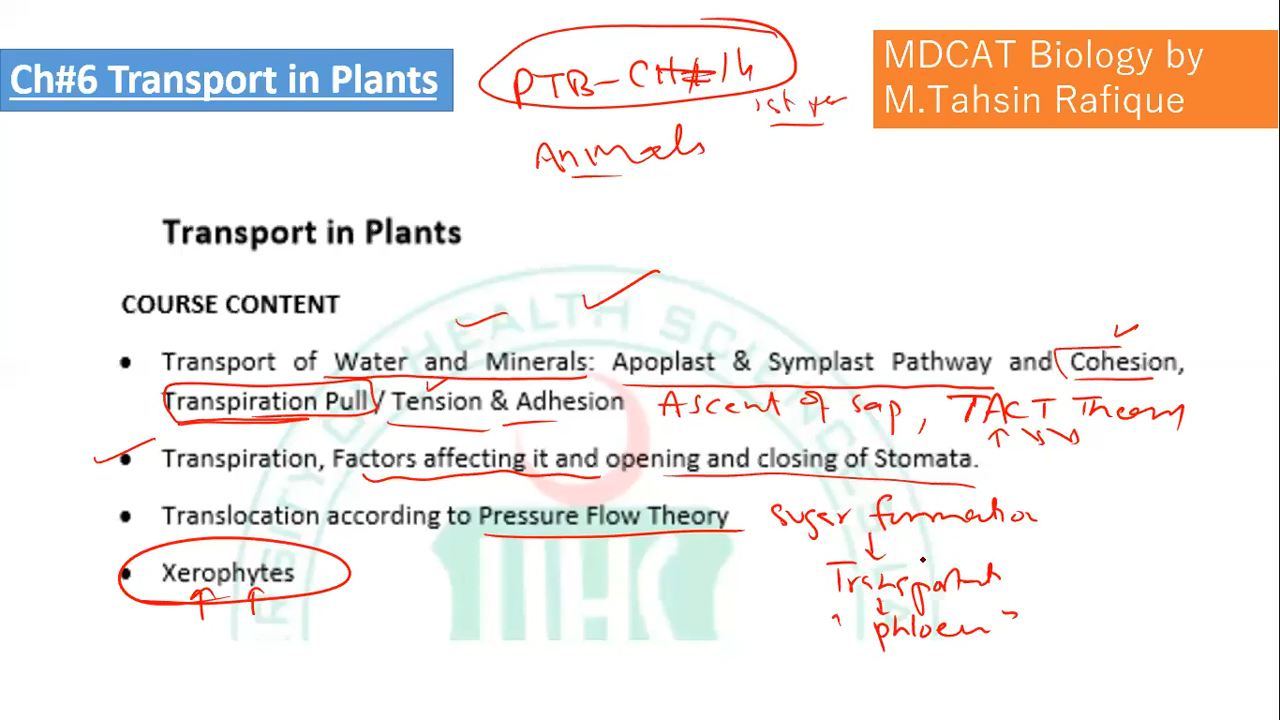 Ch#6 Transport in Plants
PTB-CH#14
1st year
Animals
MDCAT Biology by
M.Tahsin Rafique
Transport in Plants
COURSE CONTENT
• Transport of Water and Minerals: Apoplast & Symplast Pathway and Cohesion,
Transpiration Pull / Tension & Adhesion Ascent of sap, TACT Theory
• Transpiration, Factors affecting it and opening and closing of Stomata.
• Translocation according to Pressure Flow Theory sugar formation
• Xerophytes
phloem
HEALTH SCIENCES